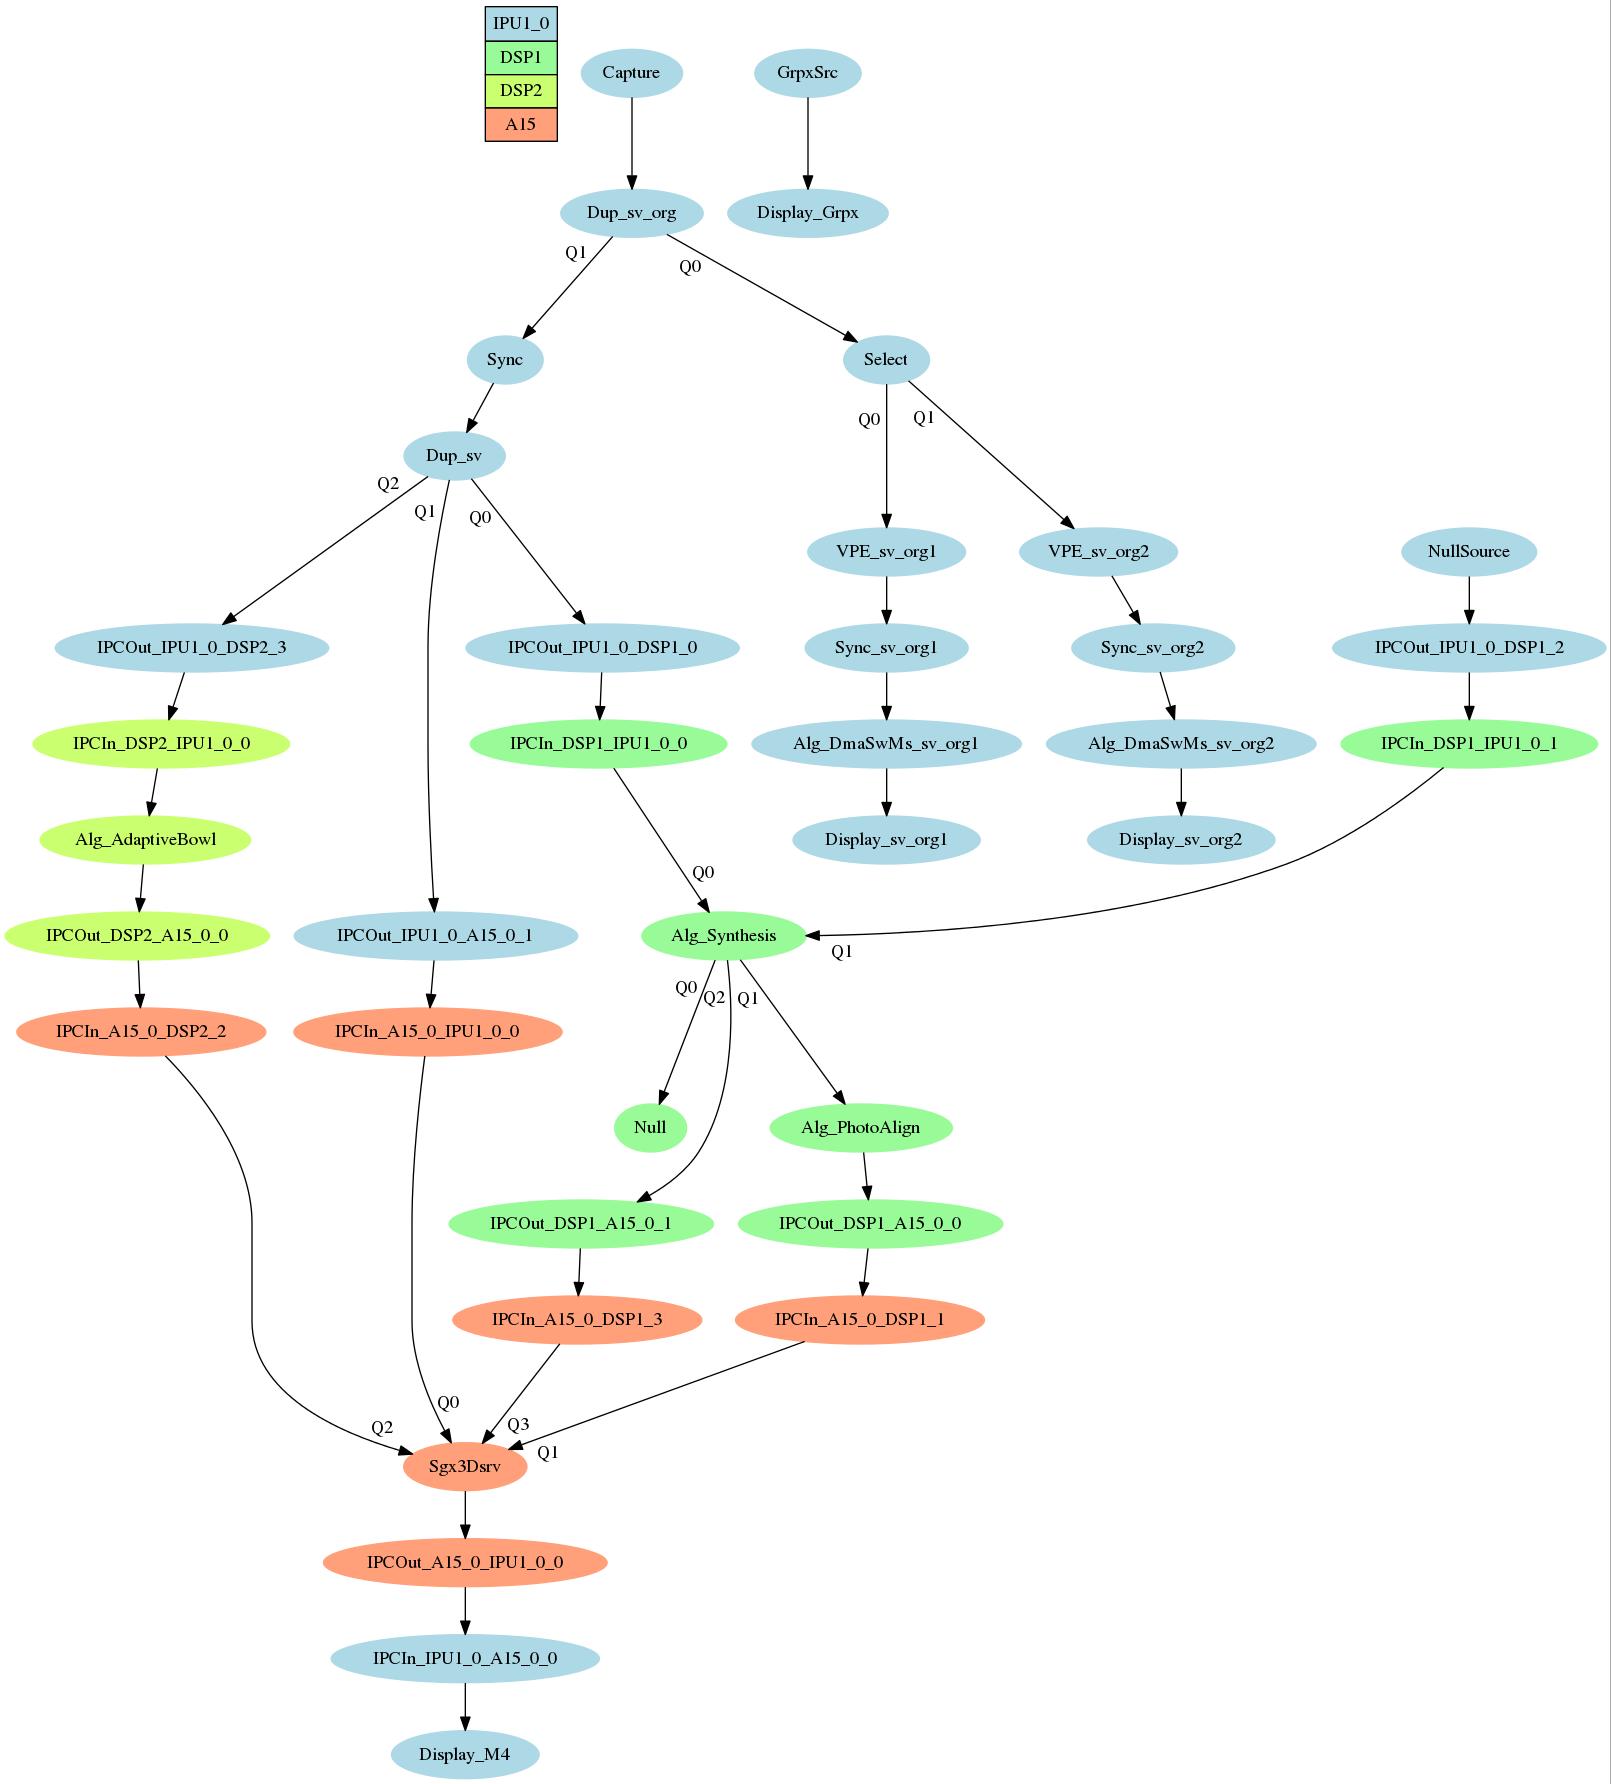 IPU1_0
DSP1
DSP2
A15
Capture
GrpxSrc
Dup_sv_org
Display_Grpx
Q1
Q0
Sync
Select
Q0
Q1
Dup_sv
Q2
Q1
Q0
VPE_sv_org1
VPE_sv_org2
NullSource
IPCOut_IPU1_0_DSP2_3
IPCOut_IPU1_0_DSP1_0
Sync_sv_org1
Sync_sv_org2
IPCOut_IPU1_0_DSP1_2
IPCIn_DSP2_IPU1_0_0
IPCIn_DSP1_IPU1_0_0
Alg_DmaSwMs_sv_org1
Alg_DmaSwMs_sv_org2
IPCIn_DSP1_IPU1_0_1
Alg_AdaptiveBowl
Display_sv_org1
Display_sv_org2
Q0
IPCOut_DSP2_A15_0_0
IPCOut_IPU1_0_A15_0_1
Alg_Synthesis
Q1
Q0
Q2
Q1
IPCIn_A15_0_DSP2_2
IPCIn_A15_0_IPU1_0_0
Null
Alg_PhotoAlign
IPCOut_DSP1_A15_0_1
IPCOut_DSP1_A15_0_0
IPCIn_A15_0_DSP1_3
IPCIn_A15_0_DSP1_1
Q0
Q2
Q3
Q1
Sgx3Dsrv
IPCOut_A15_0_IPU1_0_0
IPCIn_IPU1_0_A15_0_0
Display_M4